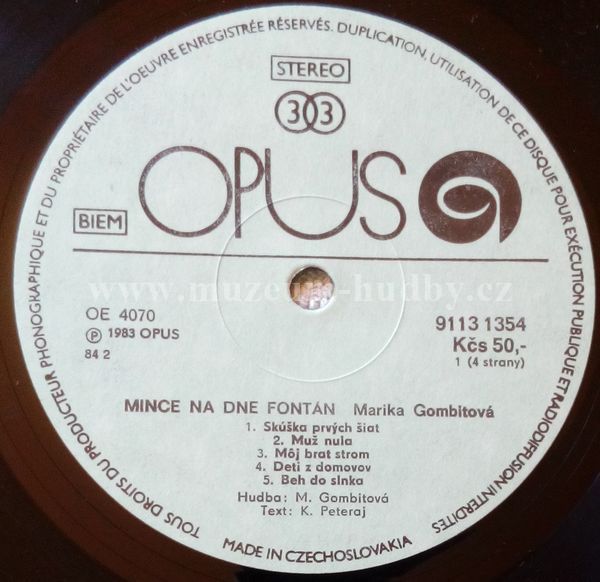 TOUS DROITS DU PRODUCTEUR PHONOGRAPHIQUE ET DU PROPRIÉTAIRE DE L'OEUVRE ENREGISTRÉE RÉSERVÉS. DUPLICATION, UTILISATION DE CE DISQUE POUR EXÉCUTION PUBLIQUE ET RADIODIFFUSION INTERDITES
STEREO
33
OPUS
BIEM
www.muzeum-hudby.cz
OE 4070
℗ 1983 OPUS
84 2
9113 1354
Kčs 50,-
1 (4 strany)
MINCE NA DNE FONTÁN Marika Gombitová
1. Skúška prvých šiat
2. Muž nula
3. Môj brat strom
4. Deti z domovov
5. Beh do slnka
Hudba: M. Gombitová
Text: K. Peteraj
MADE IN CZECHOSLOVAKIA